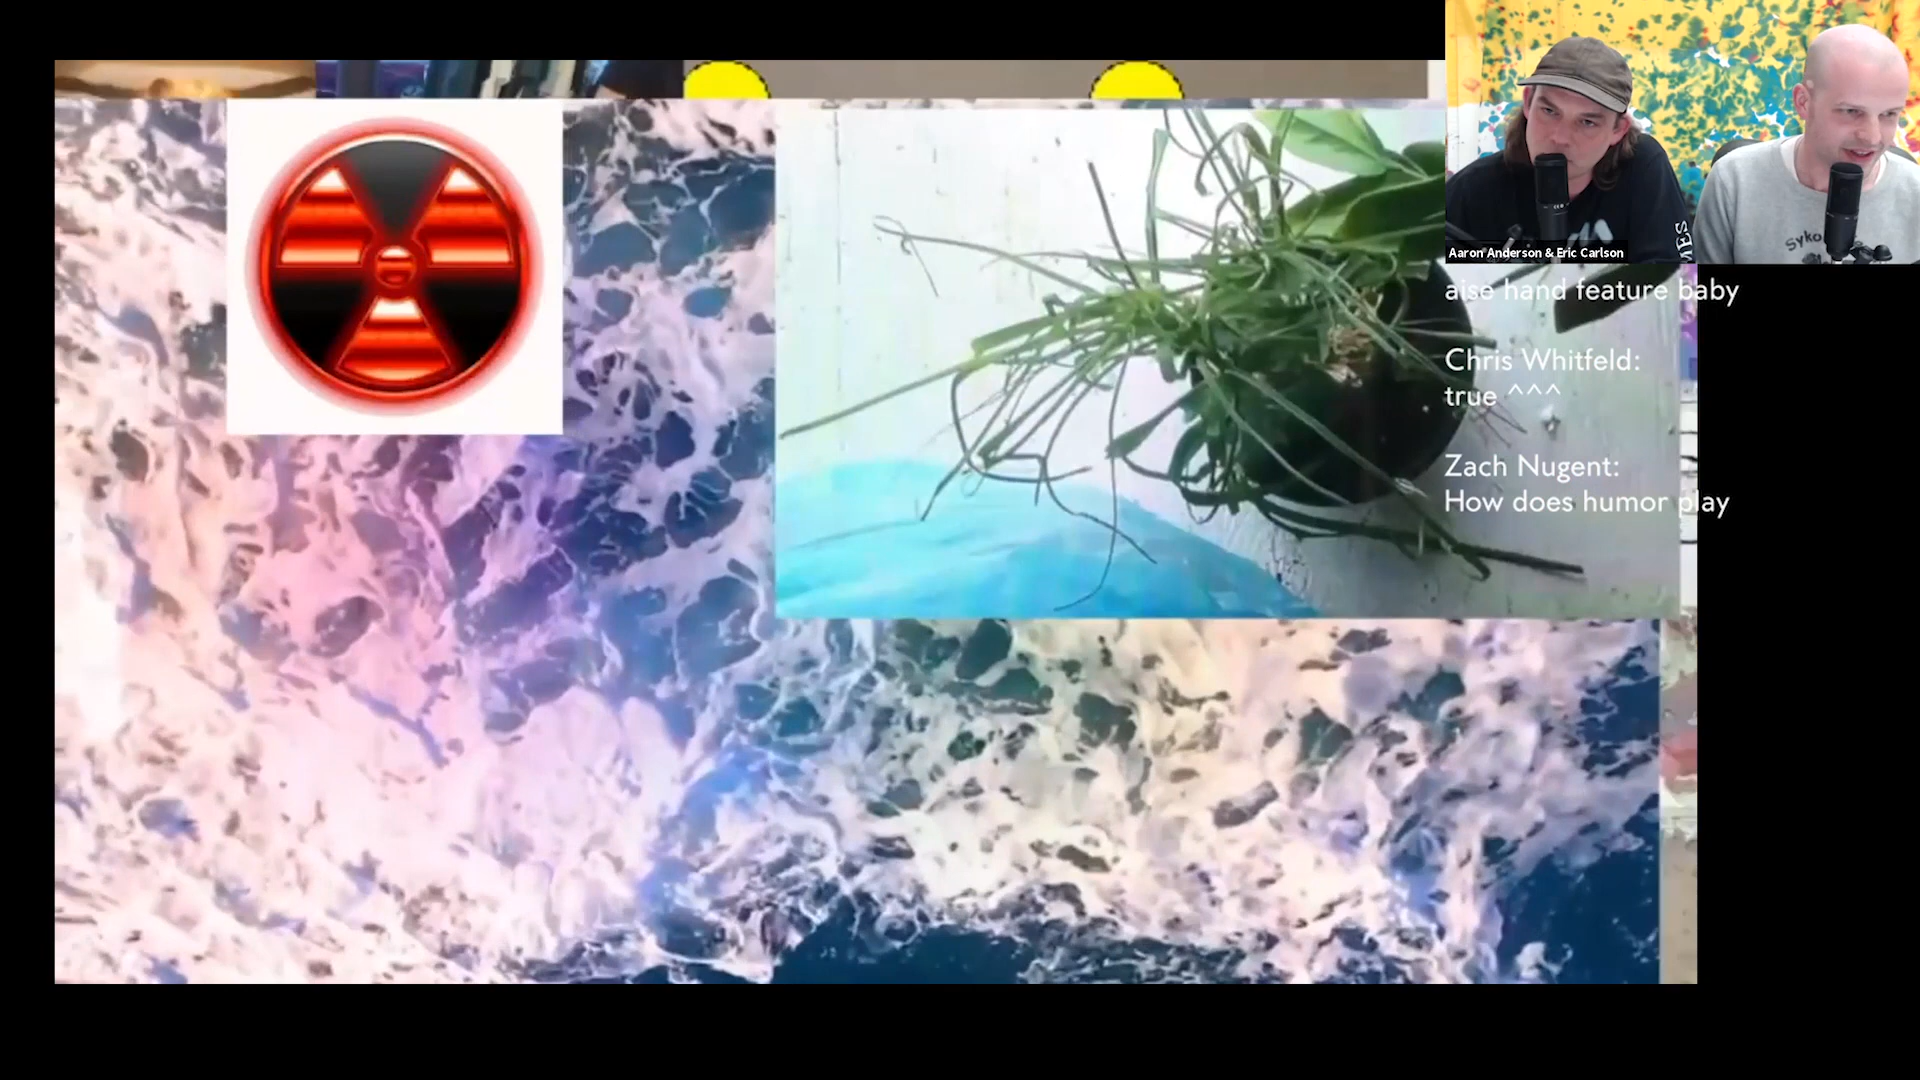 Aaron Anderson & Eric Carlson
aise hand feature baby
Chris Whitfeld:
true ^^^
Zach Nugent:
How does humor play